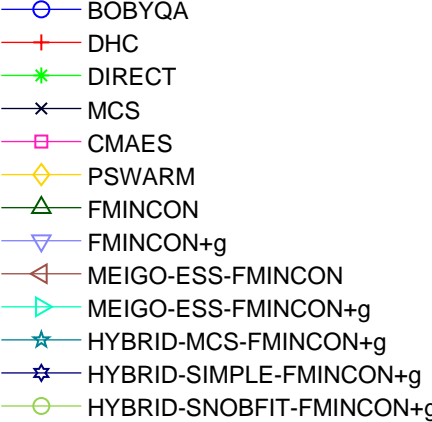 BOBYQA
DHC
DIRECT
MCS
CMAES
PSWARM
FMINCON
FMINCON+g
MEIGO-ESS-FMINCON
MEIGO-ESS-FMINCON+g
HYBRID-MCS-FMINCON+g
HYBRID-SIMPLE-FMINCON+g
HYBRID-SNOBFIT-FMINCON+g